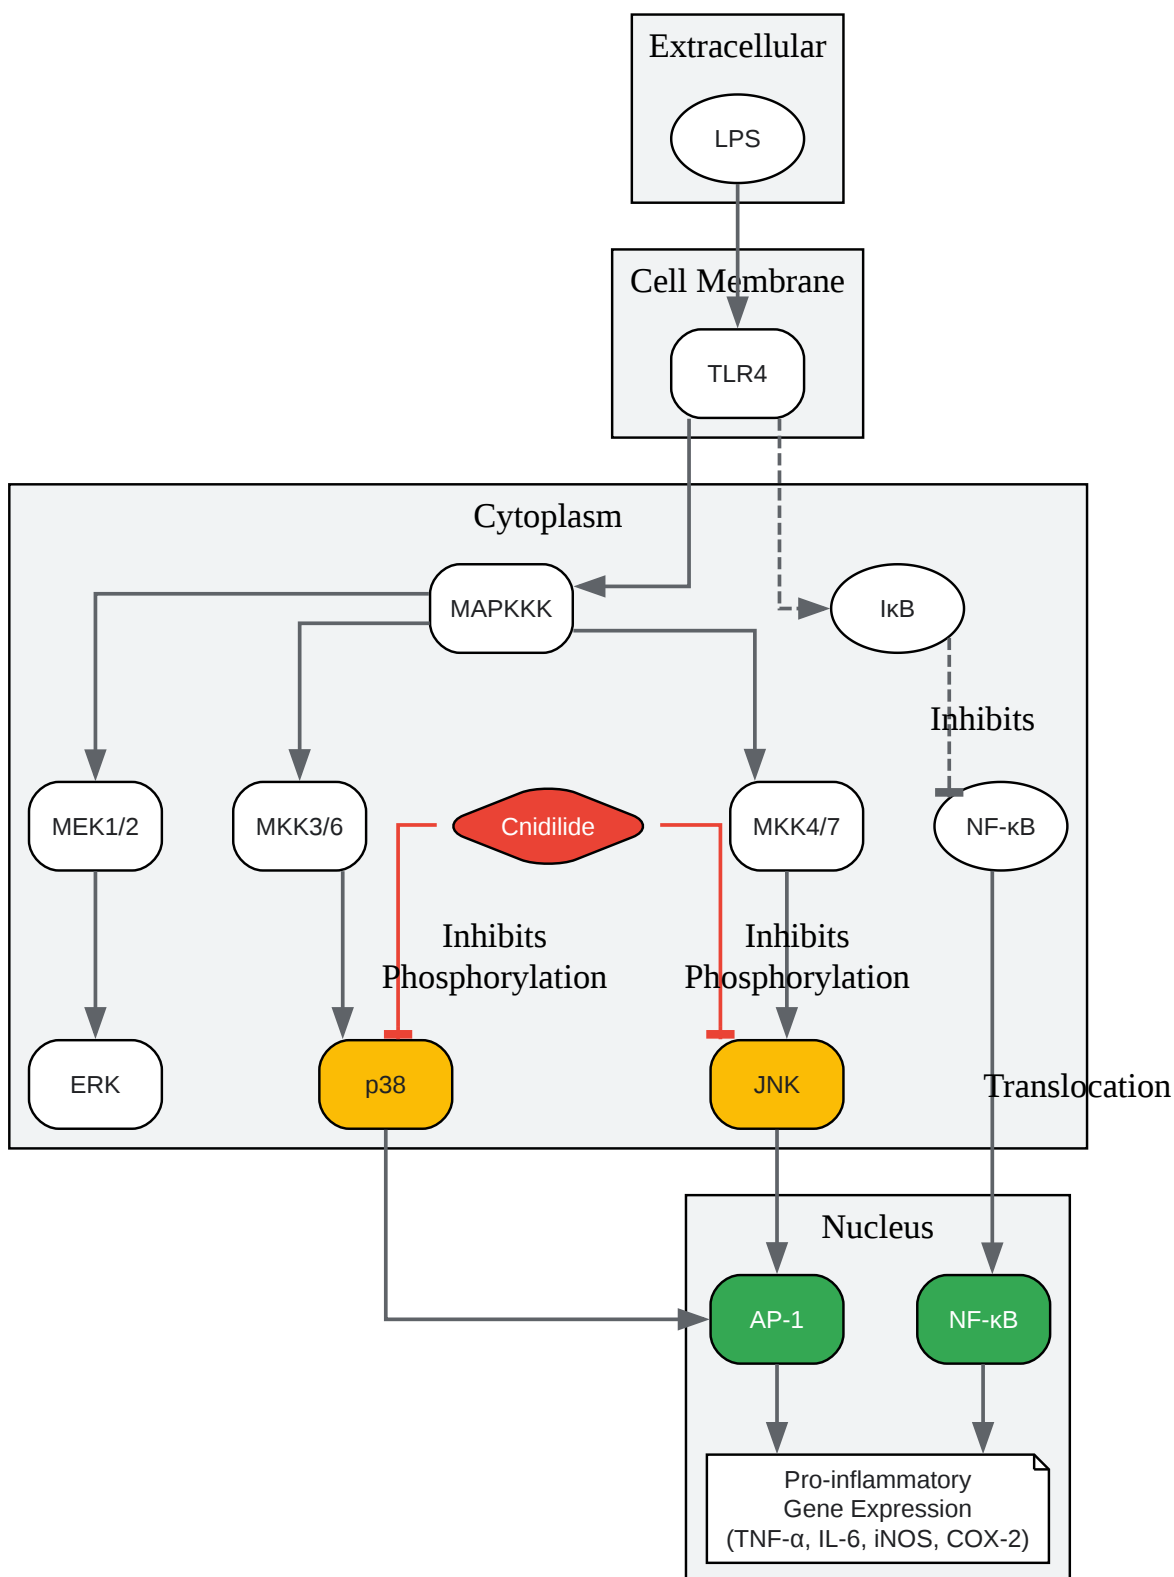 Extracellular
LPS
Cell Membrane
TLR4
Cytoplasm
MAPKKK
IκB
Inhibits
MEK1/2
MKK3/6
Cnidilide
MKK4/7
NF-κB
Inhibits
Phosphorylation
Inhibits
Phosphorylation
ERK
p38
JNK
Translocation
Nucleus
AP-1
NF-κB
Pro-inflammatory
Gene Expression
(TNF-α, IL-6, iNOS, COX-2)